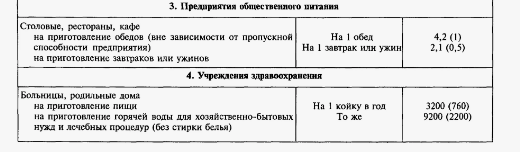 3. Предприятия общественного питания
Столовые, рестораны, кафе
на приготовление обедов (вне зависимости от пропускной На 1 обед 4,2 (1)
способности предприятия) На 1 завтрак или ужин 2,1 (0,5)
на приготовление завтраков или ужинов
4. Учреждения здравоохранения
Больницы, родильные дома
на приготовление пищи На 1 койку в год 3200 (760)
на приготовление горячей воды для хозяйственно-бытовых То же 9200 (2200)
нужд и лечебных процедур (без стирки белья)